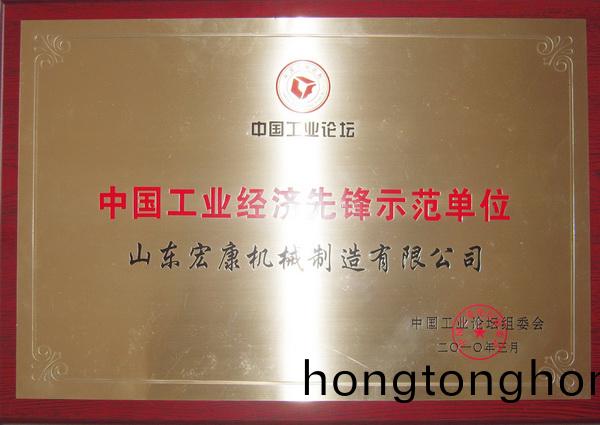 中国工业论坛
中国工业经济先锋示范单位
山东宏康机械制造有限公司
中国工业论坛组委会
二〇一〇年三月
hongtonghon